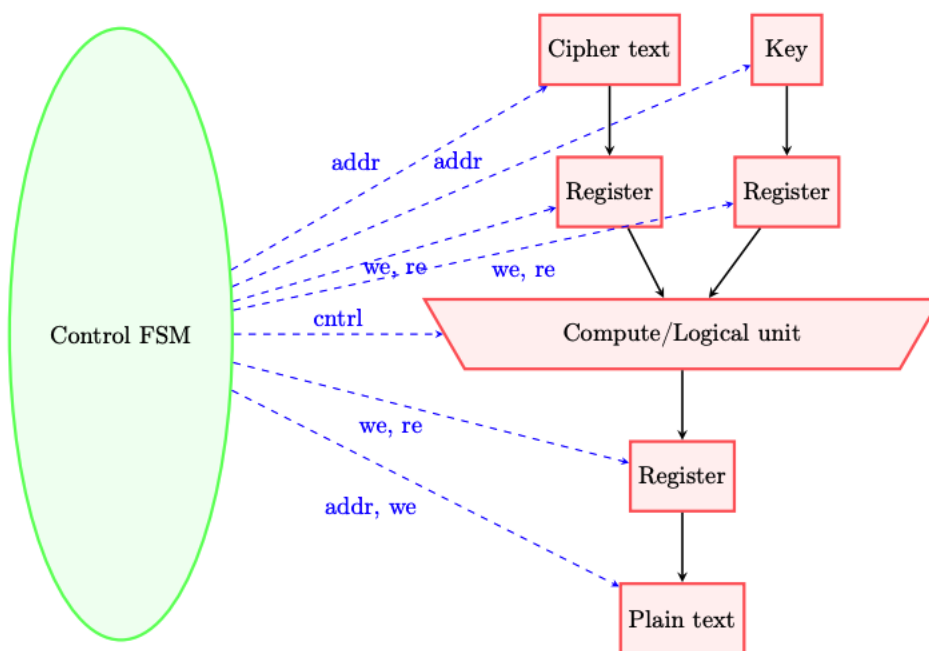 Cipher text
Key
addr
addr
Register
Register
we, re
we, re
cntrl
Control FSM
Compute/Logical unit
we, re
Register
addr, we
Plain text